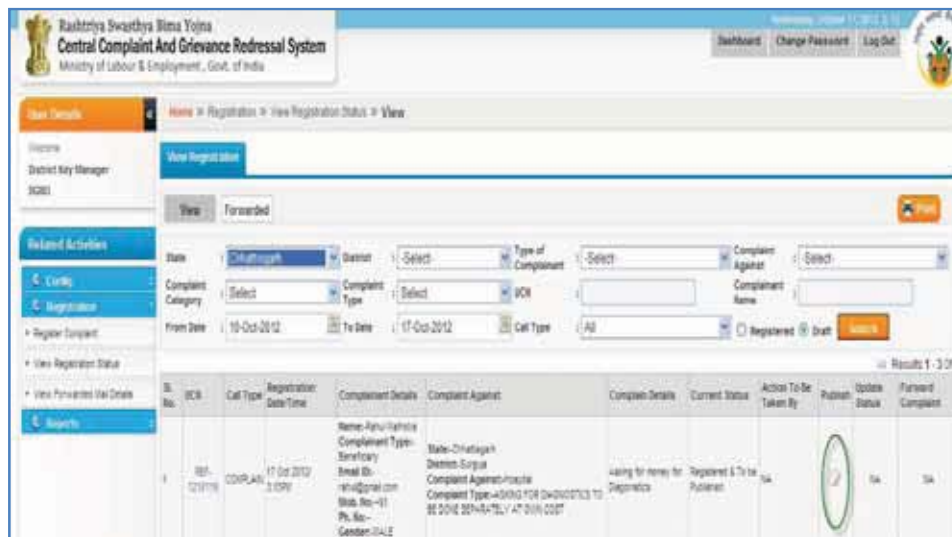 Rashtriya Swasthya Bima Yojna
Central Complaint And Grievance Redressal System
Ministry of Labour & Employment, Govt. of India
Dashboard Change Password Log Out
User Details
Home » Registration » View Registration Status » View
Welcome
District Key Manager
View Registration
View Forwarded
Print
Related Activities
State : Chhattisgarh District : -Select- Type of Complainant : -Select- Complaint Against : -Select-
Config
Complaint Category : Select Complaint Type : Select UCN : Complainant Name :
Registration
From Date : 10-Oct-2012 To Date : 17-Oct-2012 Call Type : All Registered Draft Search
Register Complaint
View Registration Status
Results 1 - 3
View Forwarded Mail Details
Reports
Sl. No. UCN Call Type Registration Date/Time Complainant Details Complaint Against Complain Details Current Status Action To Be Taken By Publish Update Status Forward Complaint
Name:-
Complainant Type:-
Beneficiary
Email ID:-
Mob. No.:-
Ph. No.:-
Gender:-MALE
State:-Chhattisgarh
District:-
Complaint Against:-Hospital
Complaint Type:-ASKING FOR DIAGNOSTICS TO
BE DONE SEPARATELY AT OWN COST
1 17 Oct 2012/ Asking for money for Diagnostics Registered & To be Published NA NA NA